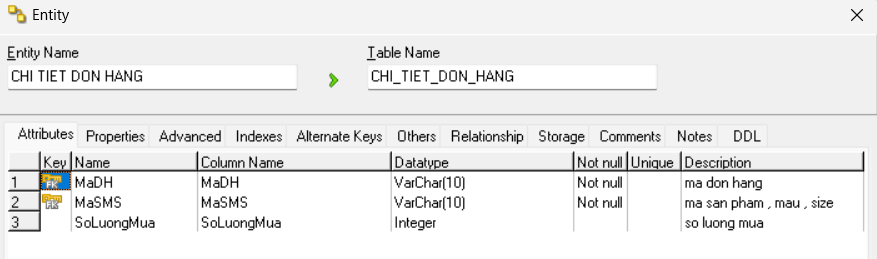 Entity
Entity Name
Table Name
CHI TIET DON HANG
CHI_TIET_DON_HANG
Attributes Properties Advanced Indexes Alternate Keys Others Relationship Storage Comments Notes DDL
Key Name Column Name Datatype Not null Unique Description
1 FK MaDH MaDH VarChar(10) Not null ma don hang
2 FK MaSMS MaSMS VarChar(10) Not null ma san pham , mau , size
3 SoLuongMua SoLuongMua Integer so luong mua